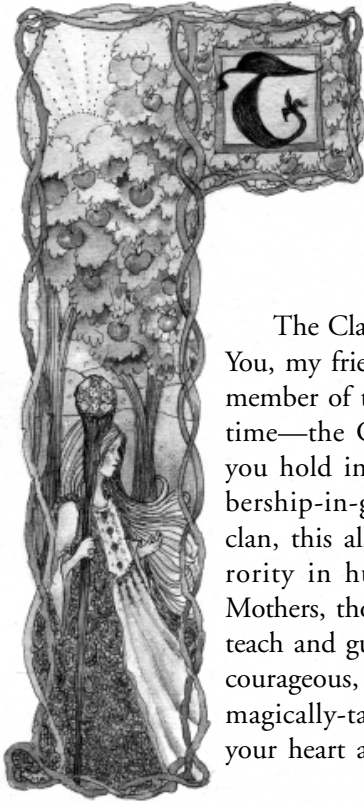 T
The Cla
You, my frie
member of t
time—the C
you hold in
bership-in-g
clan, this al
rority in hu
Mothers, tho
teach and gu
courageous,
magically-ta
your heart a